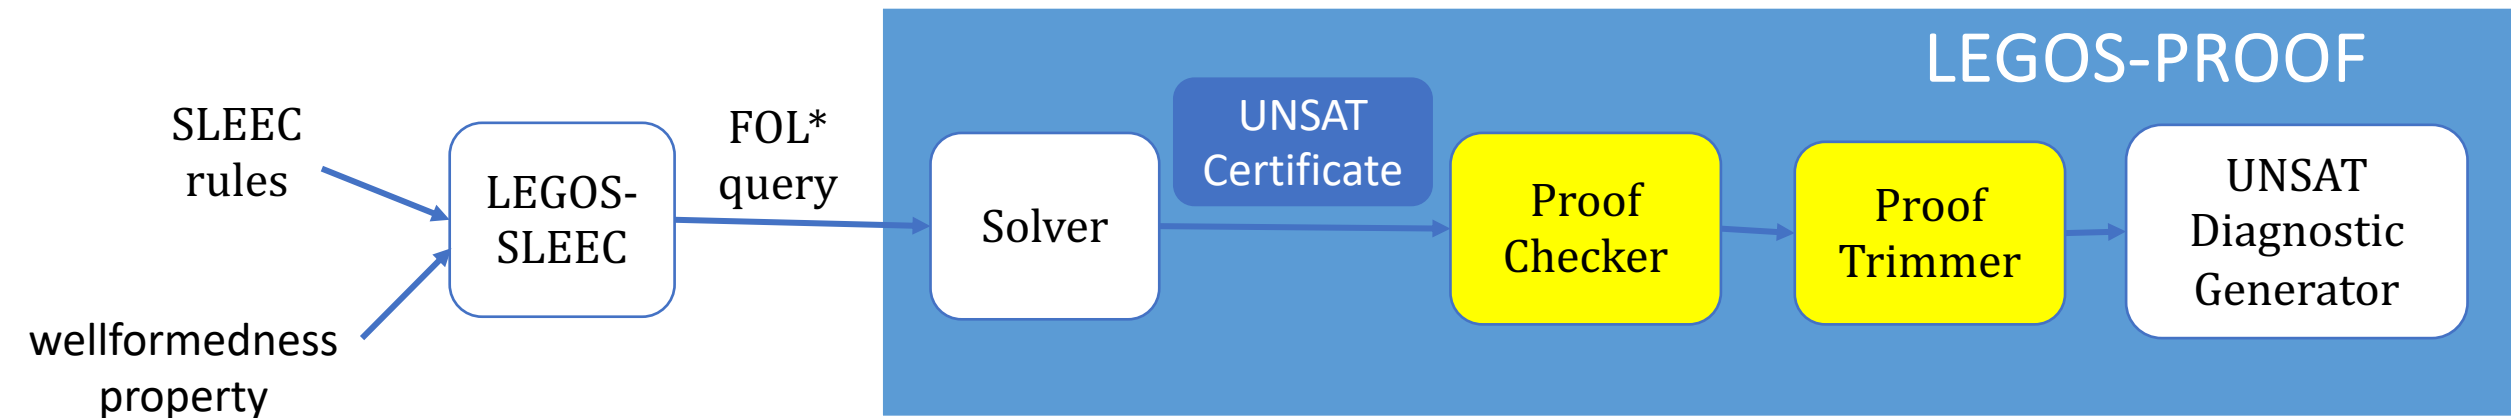 LEGOS-PROOF
SLEEC
rules
wellformedness
property
LEGOS-
SLEEC
FOL*
query
Solver
UNSAT
Certificate
Proof
Checker
Proof
Trimmer
UNSAT
Diagnostic
Generator